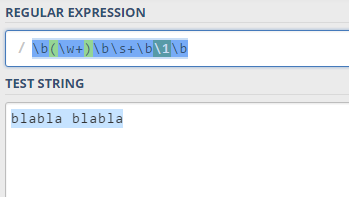 REGULAR EXPRESSION
/ \b(\w+)\b\s+\b\1\b
TEST STRING
blabla blabla